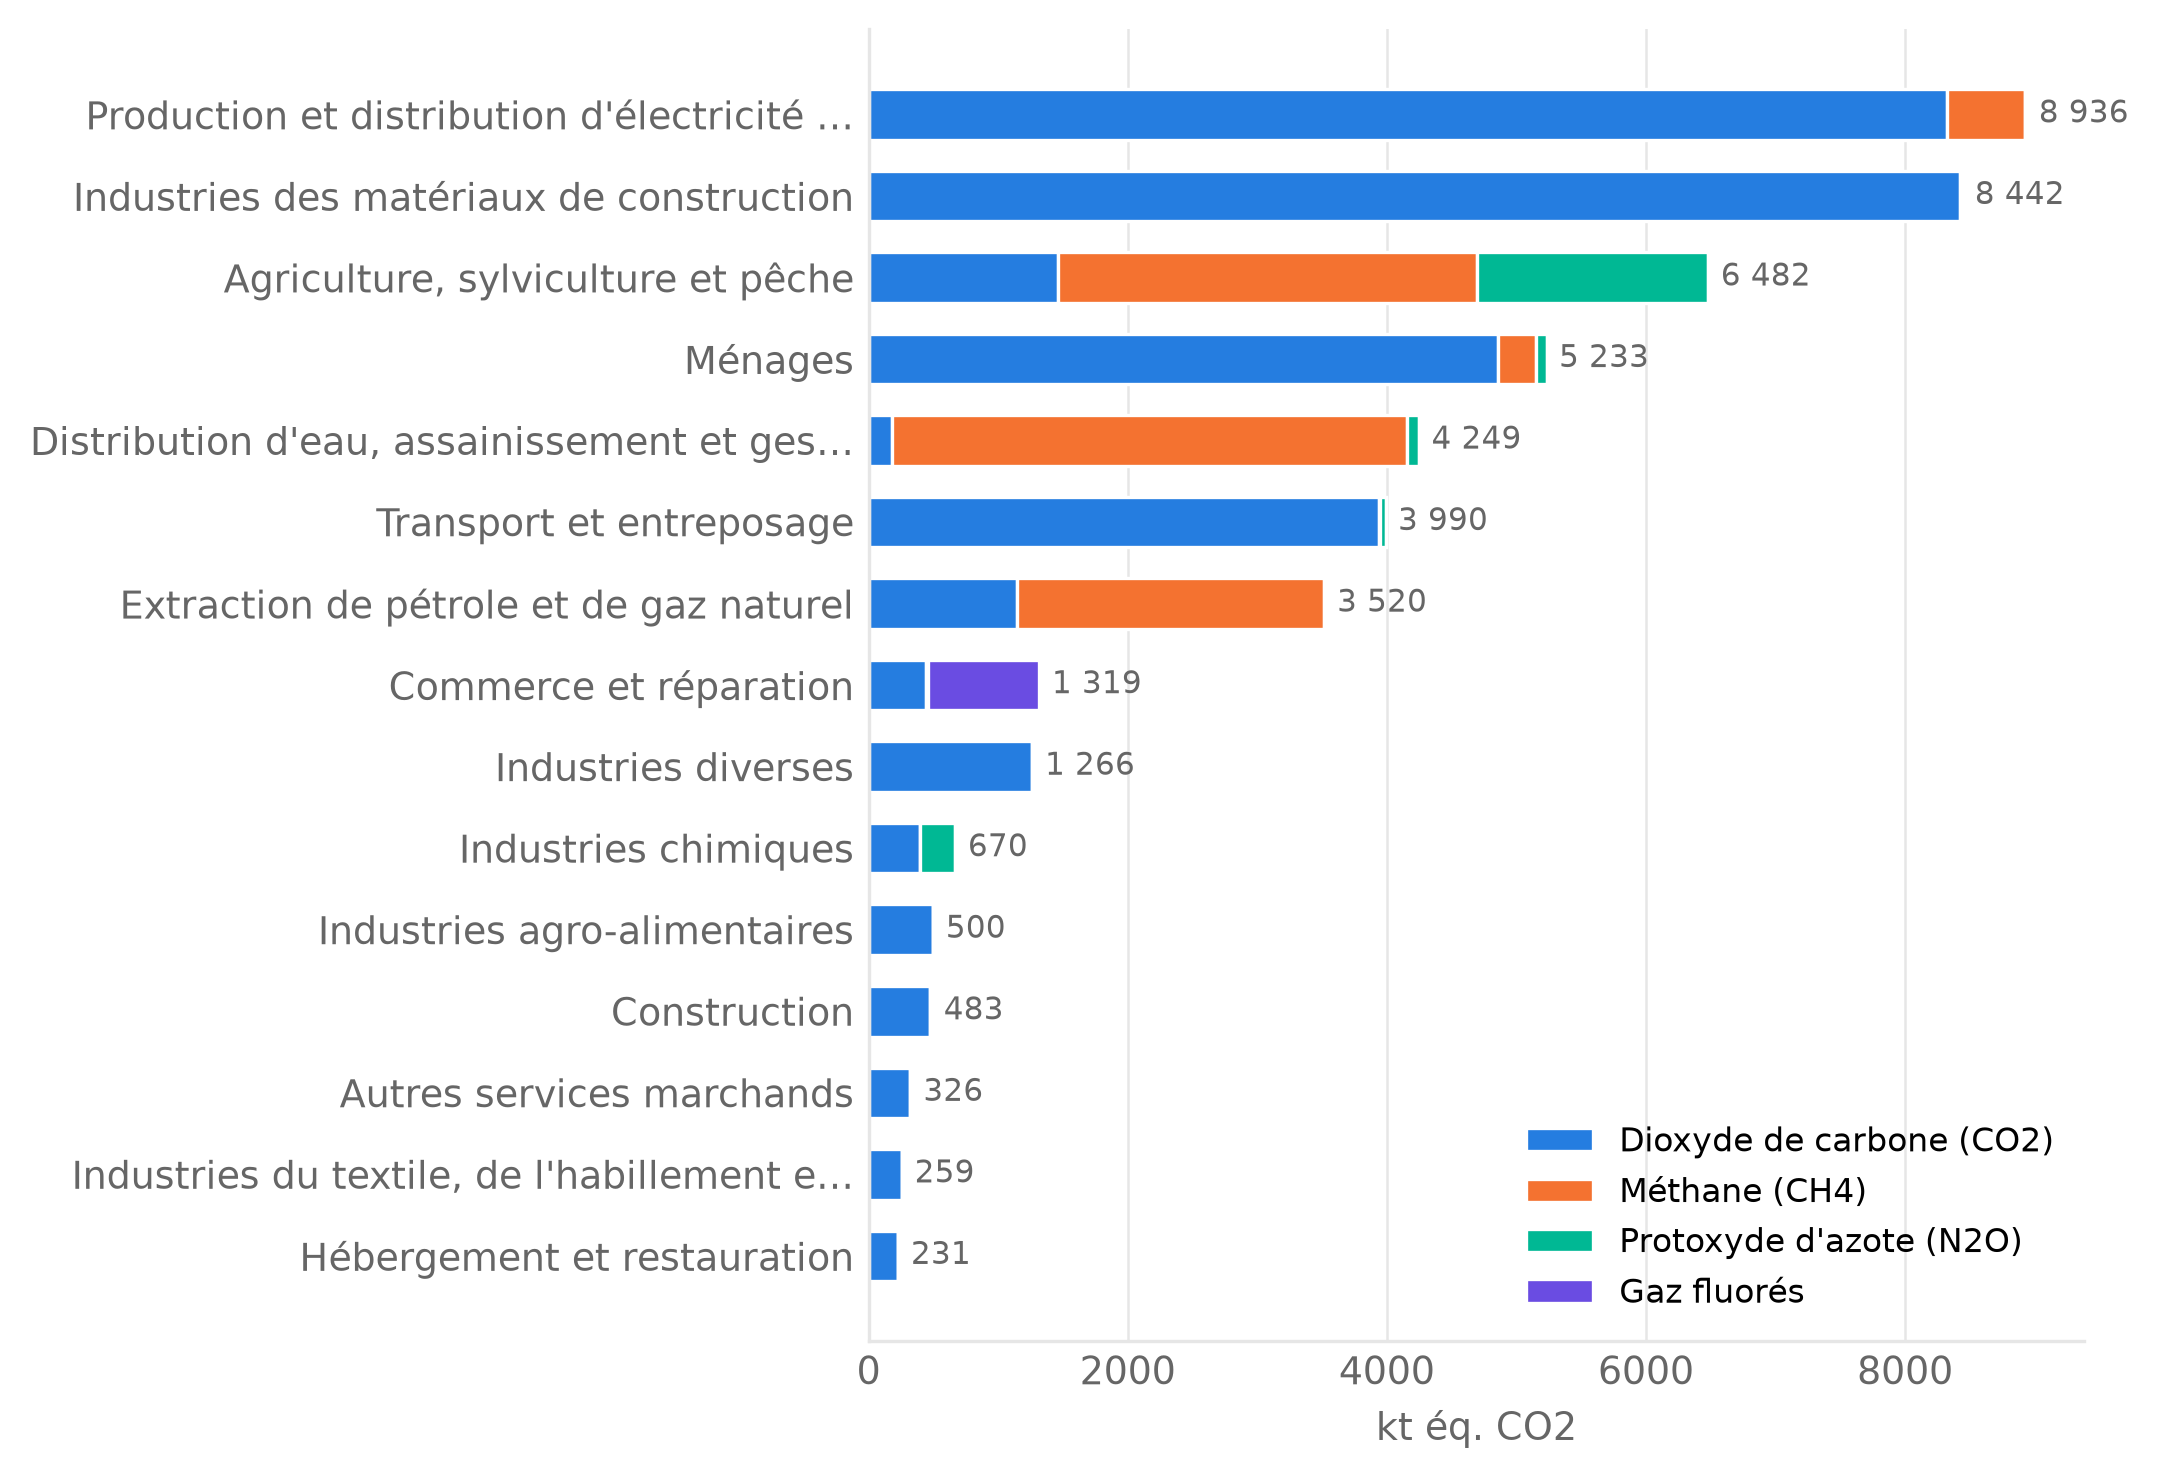 Production et distribution d'électricité ... 8 936
Industries des matériaux de construction 8 442
Agriculture, sylviculture et pêche 6 482
Ménages 5 233
Distribution d'eau, assainissement et ges... 4 249
Transport et entreposage 3 990
Extraction de pétrole et de gaz naturel 3 520
Commerce et réparation 1 319
Industries diverses 1 266
Industries chimiques 670
Industries agro-alimentaires 500
Construction 483
Autres services marchands 326
Industries du textile, de l'habillement e... 259
Hébergement et restauration 231
Dioxyde de carbone (CO2)
Méthane (CH4)
Protoxyde d'azote (N2O)
Gaz fluorés
0 2000 4000 6000 8000
kt éq. CO2